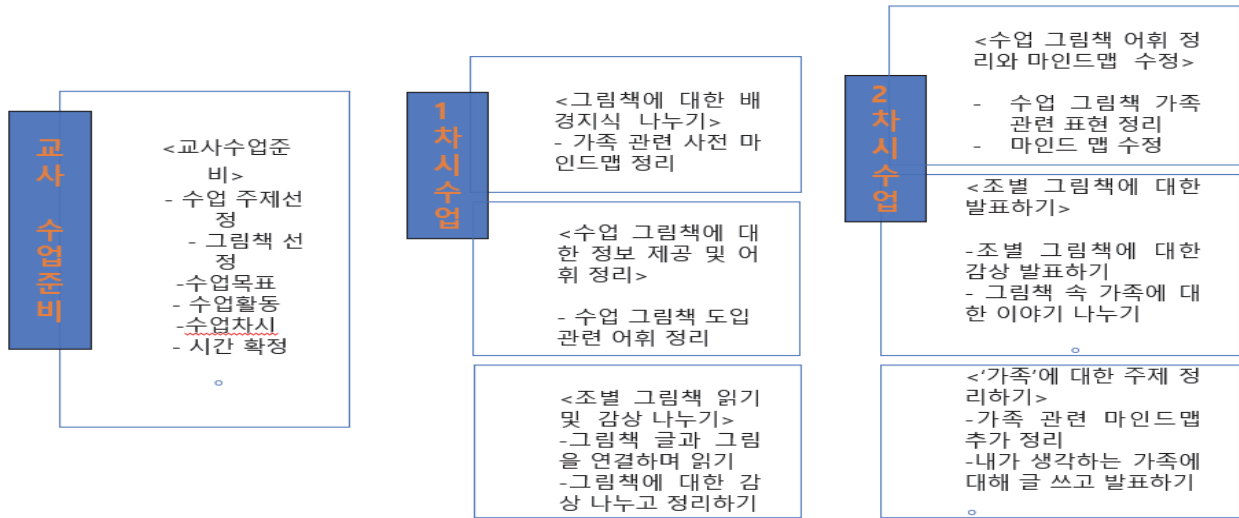 교사 수업준비
<교사수업준
비>
- 수업 주제선
정
- 그림책 선
정
-수업목표
- 수업활동
-수업차시
- 시간 확정
1차시수업
<그림책에 대한 배
경지식 나누기>
- 가족 관련 사전 마
인드맵 정리
<수업 그림책에 대
한 정보 제공 및 어
휘 정리>
- 수업 그림책 도입
관련 어휘 정리
<조별 그림책 읽기
및 감상 나누기>
-그림책 글과 그림
을 연결하며 읽기
-그림책에 대한 감
상 나누고 정리하기
2차시수업
<수업 그림책 어휘 정
리와 마인드맵 수정>
- 수업 그림책 가족
관련 표현 정리
- 마인드 맵 수정
<조별 그림책에 대한
발표하기>
-조별 그림책에 대한
감상 발표하기
- 그림책 속 가족에 대
한 이야기 나누기
<‘가족’에 대한 주제 정
리하기>
-가족 관련 마인드맵
추가 정리
-내가 생각하는 가족에
대해 글 쓰고 발표하기